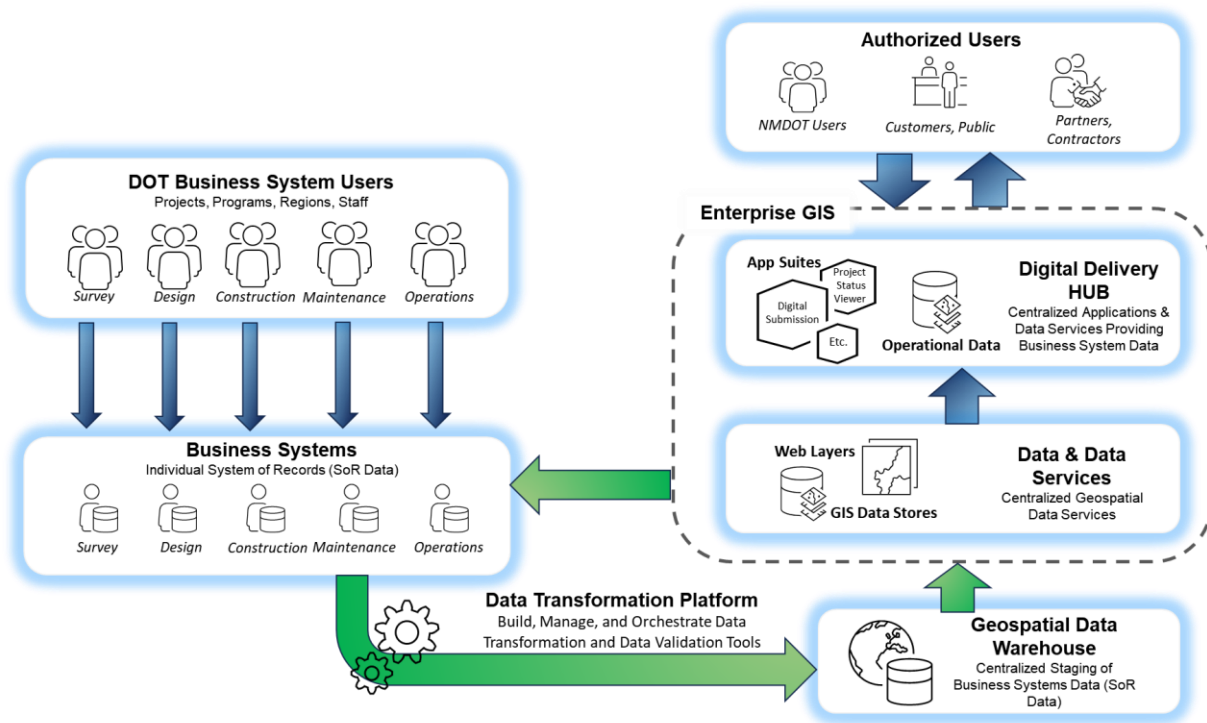 Authorized Users
NMDOT Users
Customers, Public
Partners,
Contractors
DOT Business System Users
Projects, Programs, Regions, Staff
Survey
Design
Construction
Maintenance
Operations
Enterprise GIS
App Suites
Project
Status
Viewer
Digital
Submission
Etc.
Operational Data
Digital Delivery
HUB
Centralized Applications &
Data Services Providing
Business System Data
Business Systems
Individual System of Records (SoR Data)
Survey
Design
Construction
Maintenance
Operations
Web Layers
GIS Data Stores
Data & Data
Services
Centralized Geospatial
Data Services
Data Transformation Platform
Build, Manage, and Orchestrate Data
Transformation and Data Validation Tools
Geospatial Data
Warehouse
Centralized Staging of
Business Systems Data (SoR
Data)